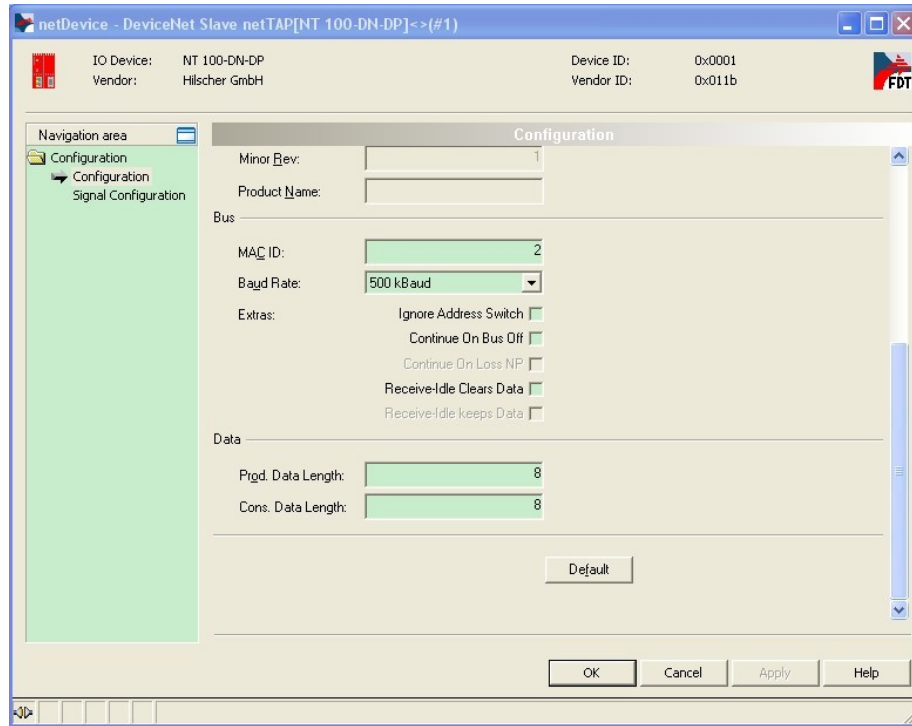 netDevice - DeviceNet Slave netTAP[NT 100-DN-DP]<>(#1)
IO Device: NT 100-DN-DP Device ID: 0x0001
Vendor: Hilscher GmbH Vendor ID: 0x011b
FDT
Navigation area
Configuration
Configuration
Signal Configuration
Configuration
Minor Rev: 1
Product Name:
Bus
MAC ID: 2
Baud Rate: 500 kBaud
Extras: Ignore Address Switch
Continue On Bus Off
Continue On Loss NP
Receive-Idle Clears Data
Receive-Idle keeps Data
Data
Prod. Data Length: 8
Cons. Data Length: 8
Default
OK Cancel Apply Help